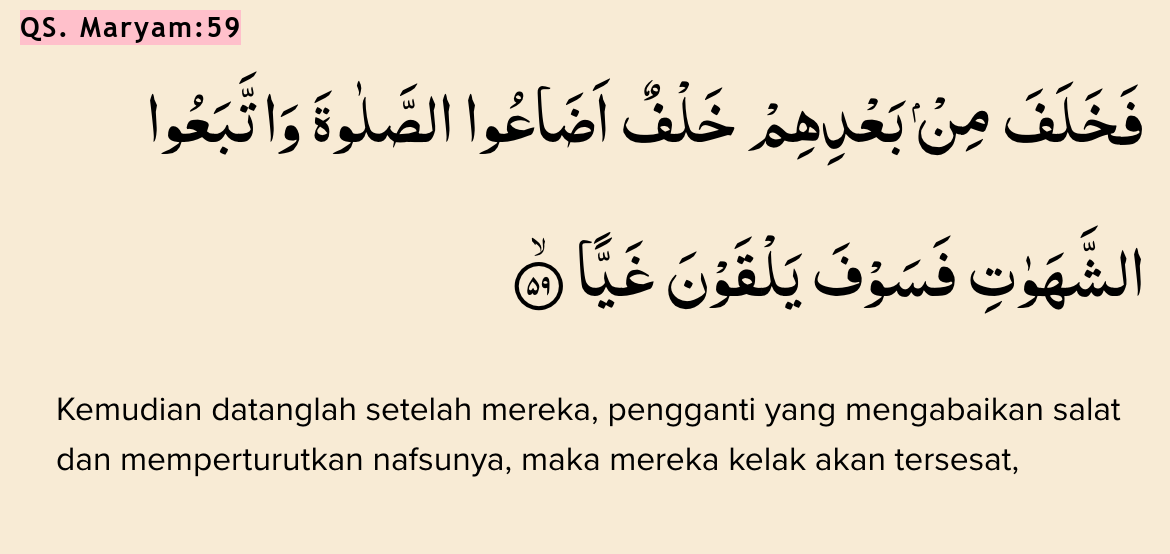 QS. Maryam:59
فَخَلَفَ مِنْۢ بَعْدِهِمْ خَلْفٌ اَضَاعُوا الصَّلٰوةَ وَاتَّبَعُوا
الشَّهَوٰتِ فَسَوْفَ يَلْقَوْنَ غَيًّا ۙ ٥٩
Kemudian datanglah setelah mereka, pengganti yang mengabaikan salat
dan memperturutkan nafsunya, maka mereka kelak akan tersesat,